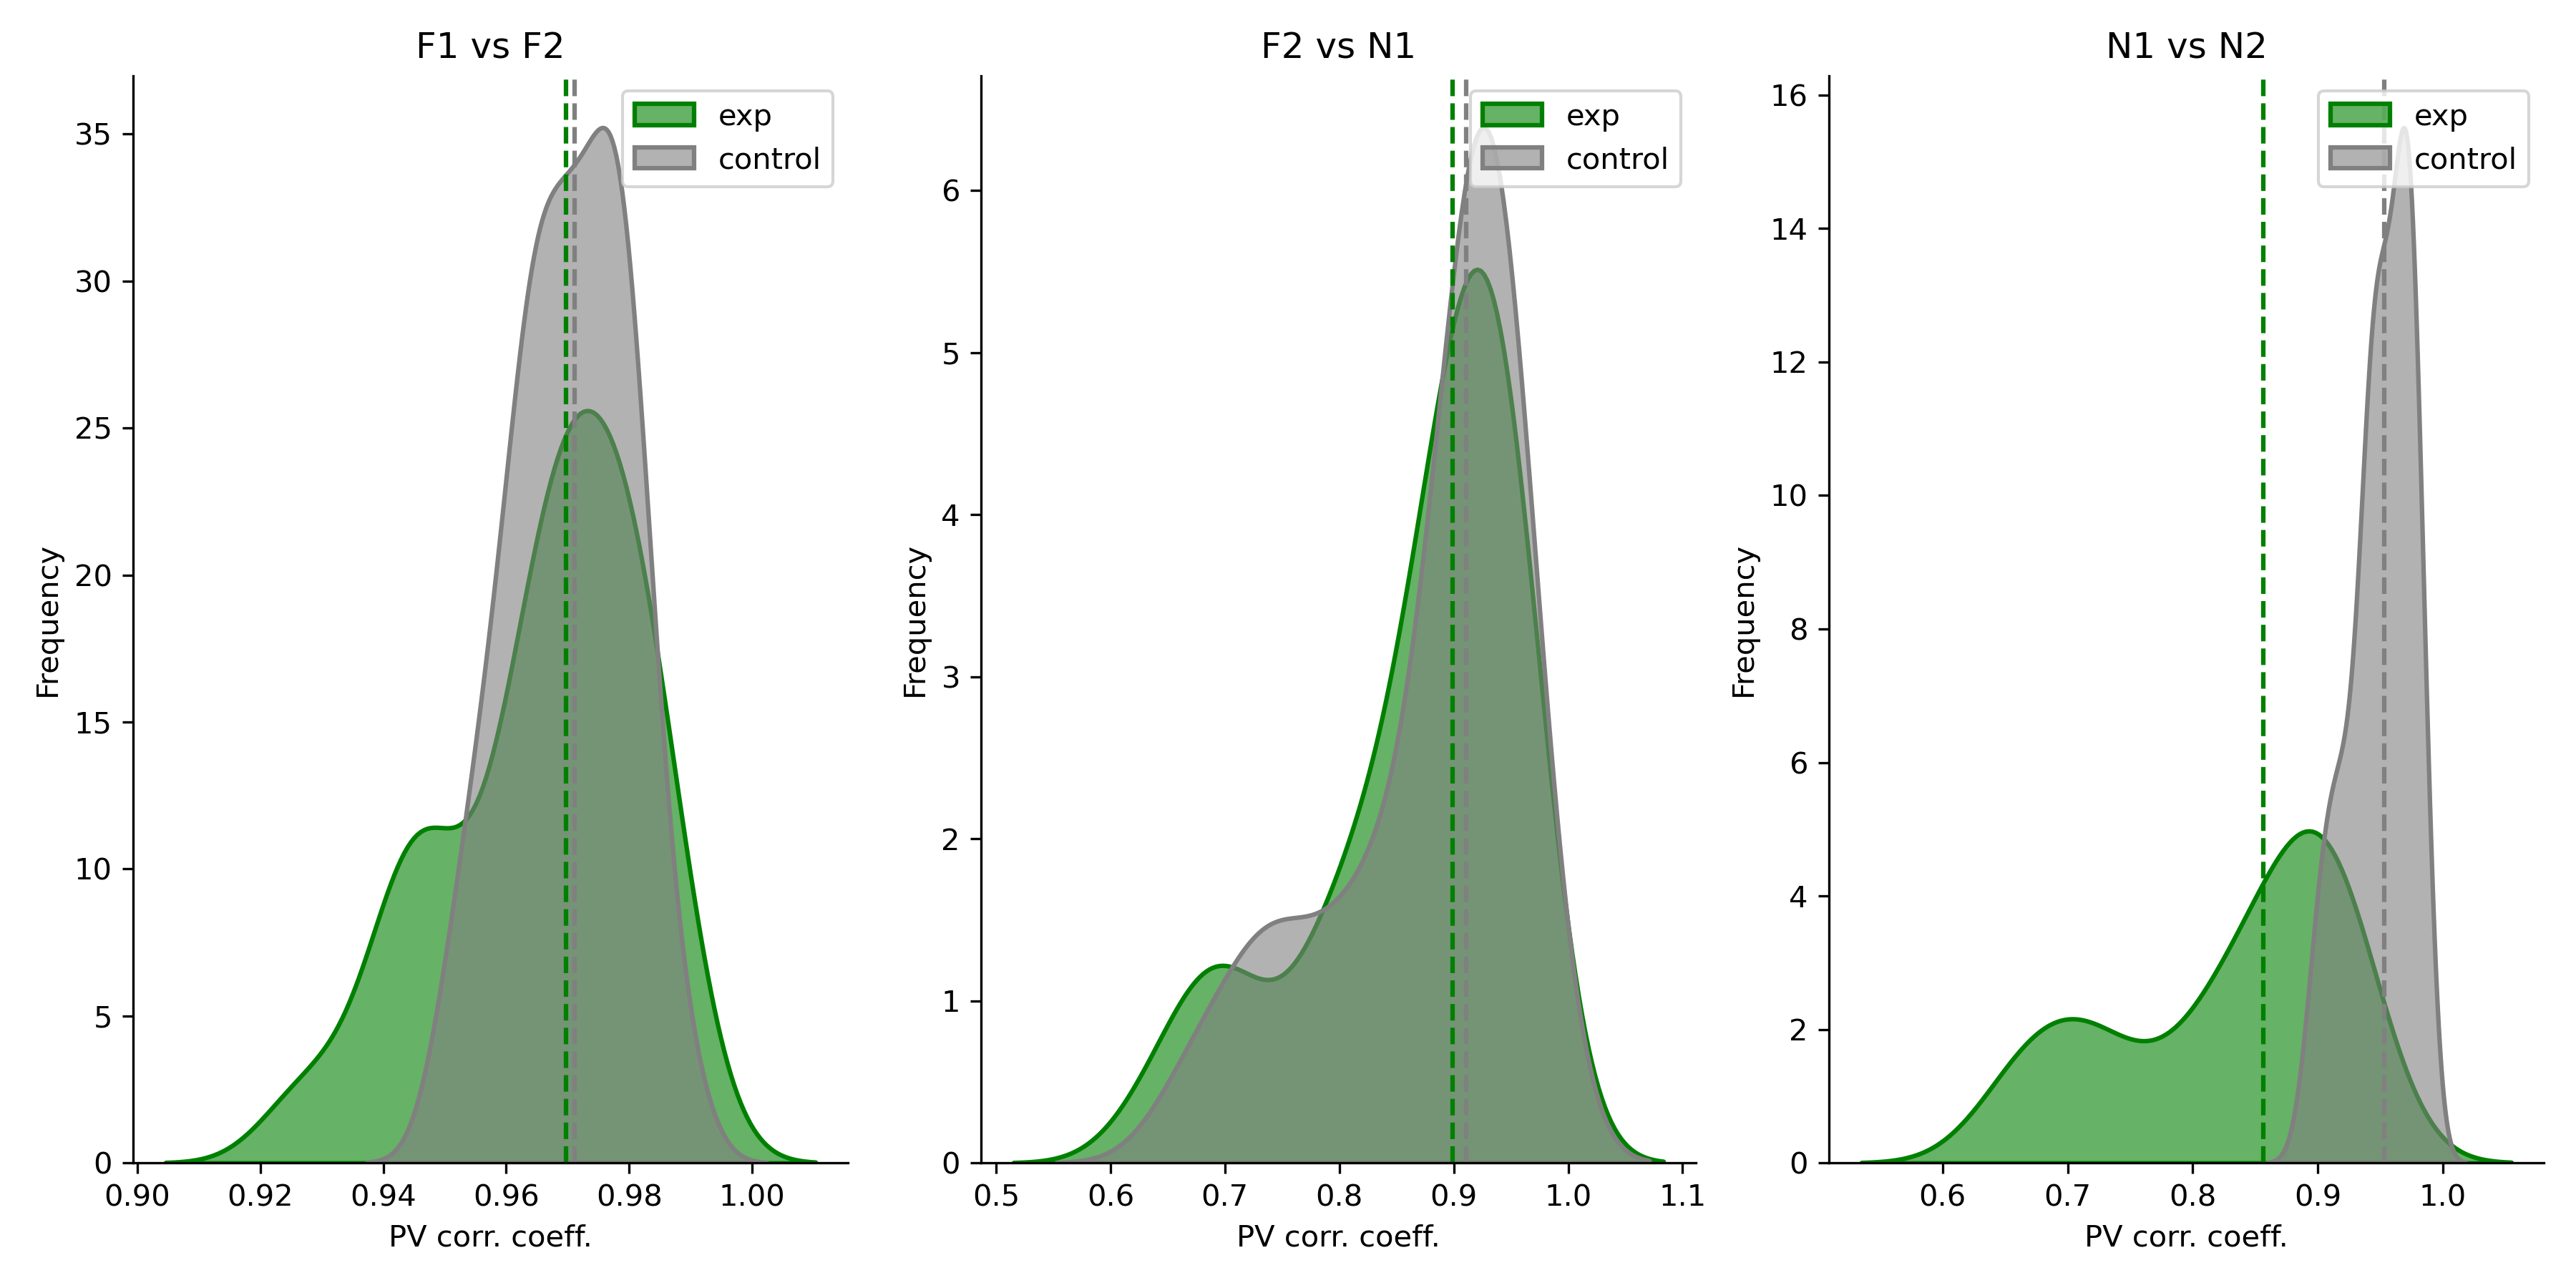 F1 vs F2
35
30
25
20
15
10
5
0
Frequency
0.90 0.92 0.94 0.96 0.98 1.00
PV corr. coeff.
exp
control
F2 vs N1
6
5
4
3
2
1
0
Frequency
0.5 0.6 0.7 0.8 0.9 1.0 1.1
PV corr. coeff.
exp
control
N1 vs N2
16
14
12
10
8
6
4
2
0
Frequency
0.6 0.7 0.8 0.9 1.0
PV corr. coeff.
exp
control